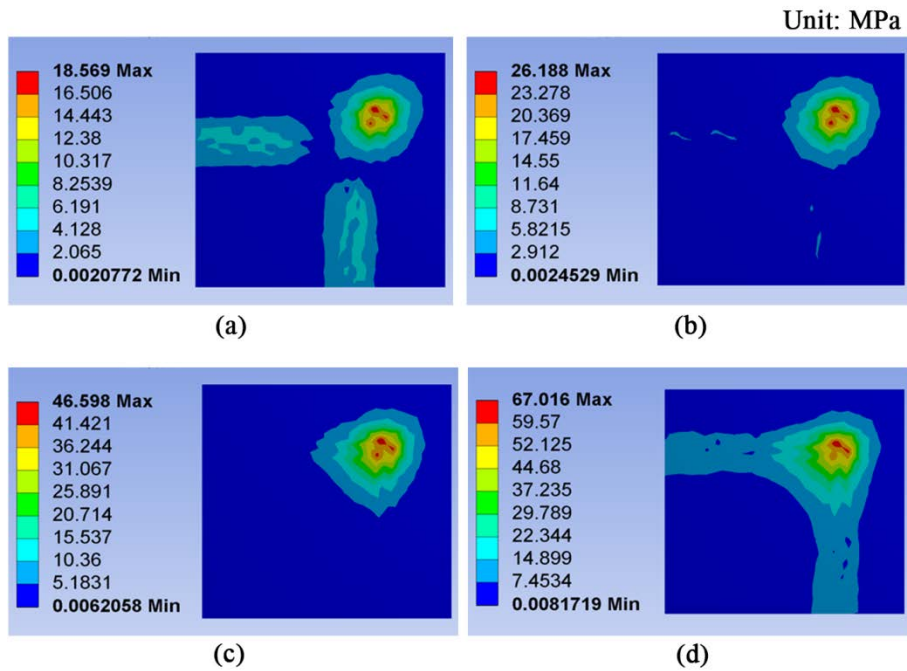 Unit: MPa
18.569 Max
16.506
14.443
12.38
10.317
8.2539
6.191
4.128
2.065
0.0020772 Min
(a)
26.188 Max
23.278
20.369
17.459
14.55
11.64
8.731
5.8215
2.912
0.0024529 Min
(b)
46.598 Max
41.421
36.244
31.067
25.891
20.714
15.537
10.36
5.1831
0.0062058 Min
(c)
67.016 Max
59.57
52.125
44.68
37.235
29.789
22.344
14.899
7.4534
0.0081719 Min
(d)